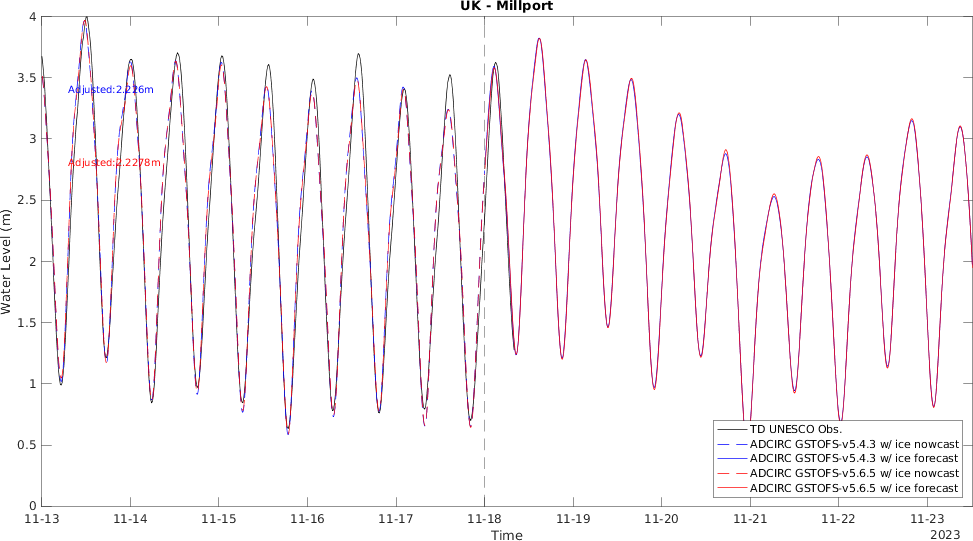 UK - Millport
4
3.5
3
2.5
2
1.5
1
0.5
0
Water Level (m)
Adjusted:2.226m
Adjusted:2.2278m
TD UNESCO Obs.
ADCIRC GSTOFS-v5.4.3 w/ ice nowcast
ADCIRC GSTOFS-v5.4.3 w/ ice forecast
ADCIRC GSTOFS-v5.6.5 w/ ice nowcast
ADCIRC GSTOFS-v5.6.5 w/ ice forecast
11-13 11-14 11-15 11-16 11-17 11-18 11-19 11-20 11-21 11-22 11-23
2023
Time